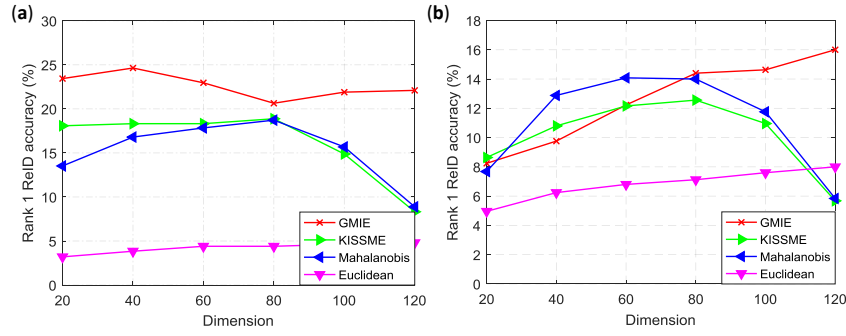 (a)
30
25
20
15
10
5
0
Rank 1 ReID accuracy (%)
20 40 60 80 100 120
Dimension
GMIE
KISSME
Mahalanobis
Euclidean
(b)
18
16
14
12
10
8
6
4
2
0
Rank 1 ReID accuracy (%)
20 40 60 80 100 120
Dimension
GMIE
KISSME
Mahalanobis
Euclidean